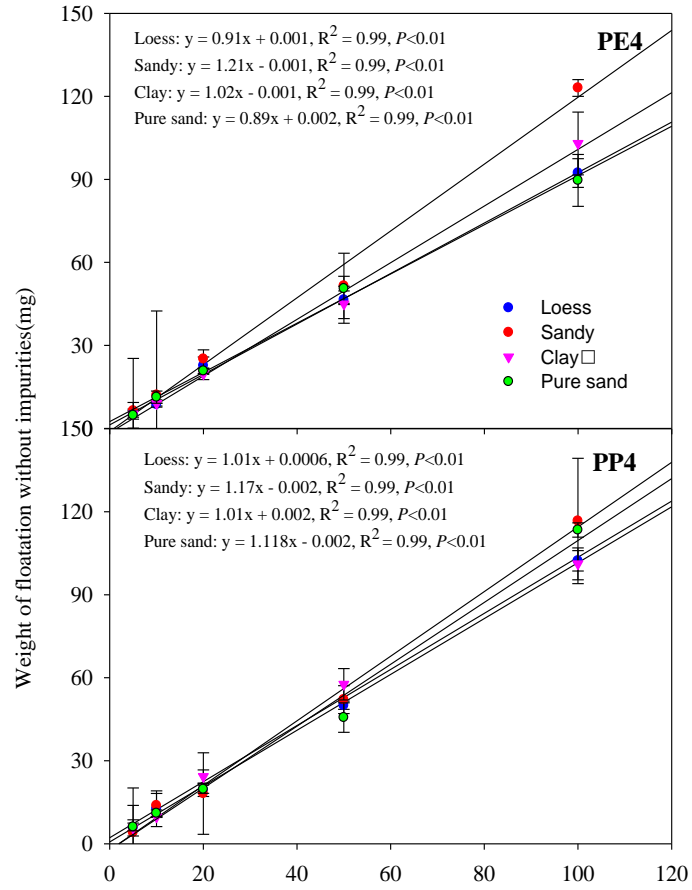 150
Loess: y = 0.91x + 0.001, R² = 0.99, P<0.01
PE4
Sandy: y = 1.21x - 0.001, R² = 0.99, P<0.01
120
Clay: y = 1.02x - 0.001, R² = 0.99, P<0.01
Pure sand: y = 0.89x + 0.002, R² = 0.99, P<0.01
90
60
Loess
Sandy
30
Clay□
Pure sand
150
Loess: y = 1.01x + 0.0006, R² = 0.99, P<0.01
PP4
Sandy: y = 1.17x - 0.002, R² = 0.99, P<0.01
120
Clay: y = 1.01x + 0.002, R² = 0.99, P<0.01
Pure sand: y = 1.118x - 0.002, R² = 0.99, P<0.01
90
60
30
0
0 20 40 60 80 100 120
Weight of floatation without impurities(mg)